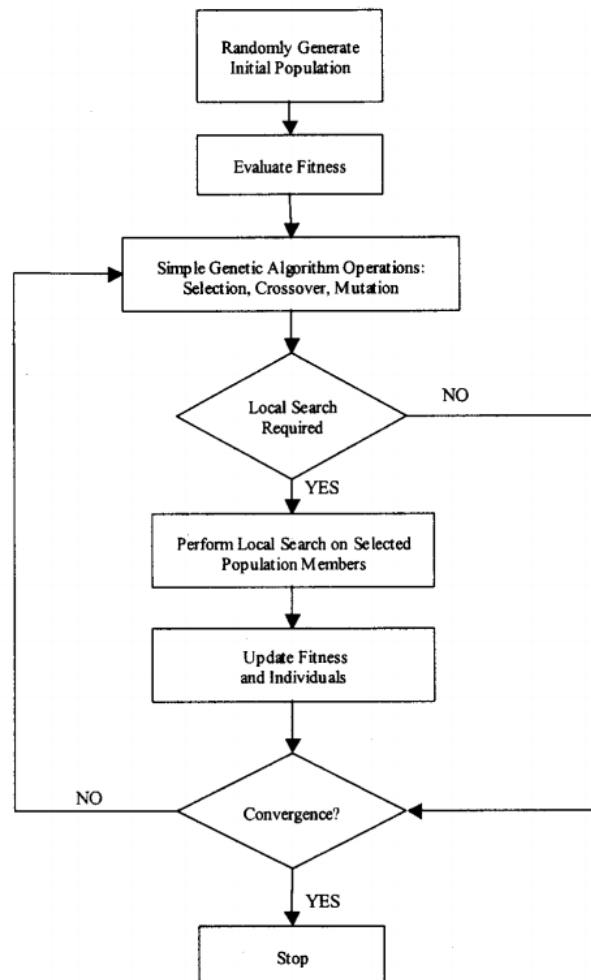 Randomly Generate
Initial Population
Evaluate Fitness
Simple Genetic Algorithm Operations:
Selection, Crossover, Mutation
Local Search
Required
NO
YES
Perform Local Search on Selected
Population Members
Update Fitness
and Individuals
NO
Convergence?
YES
Stop